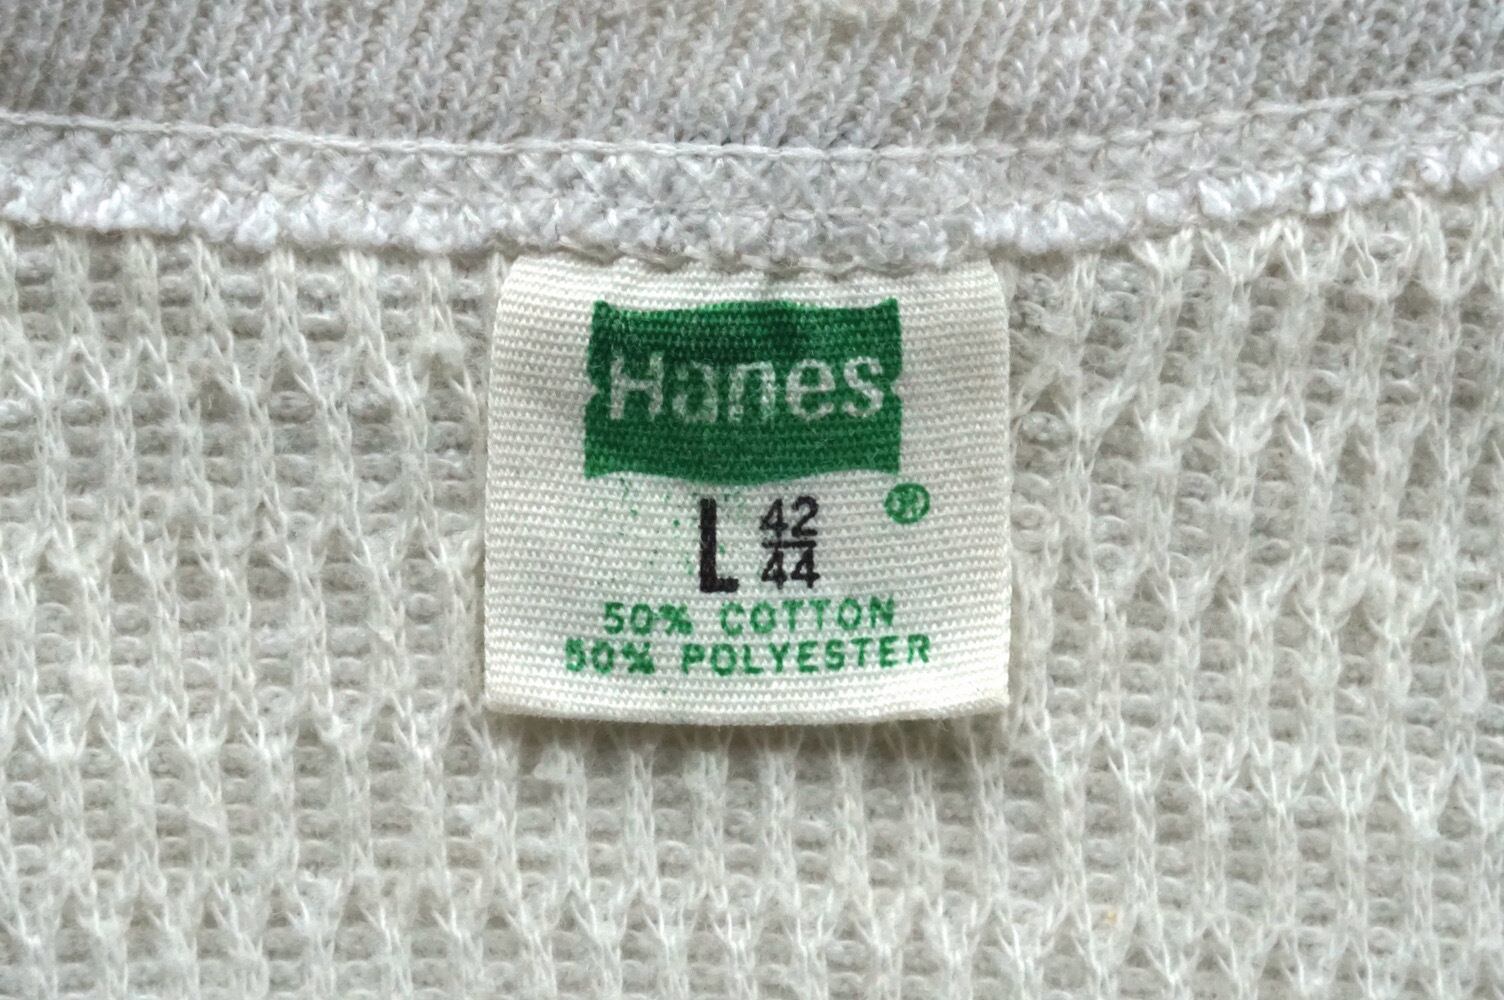 Hanes
®
L 42/44
50% COTTON
50% POLYESTER